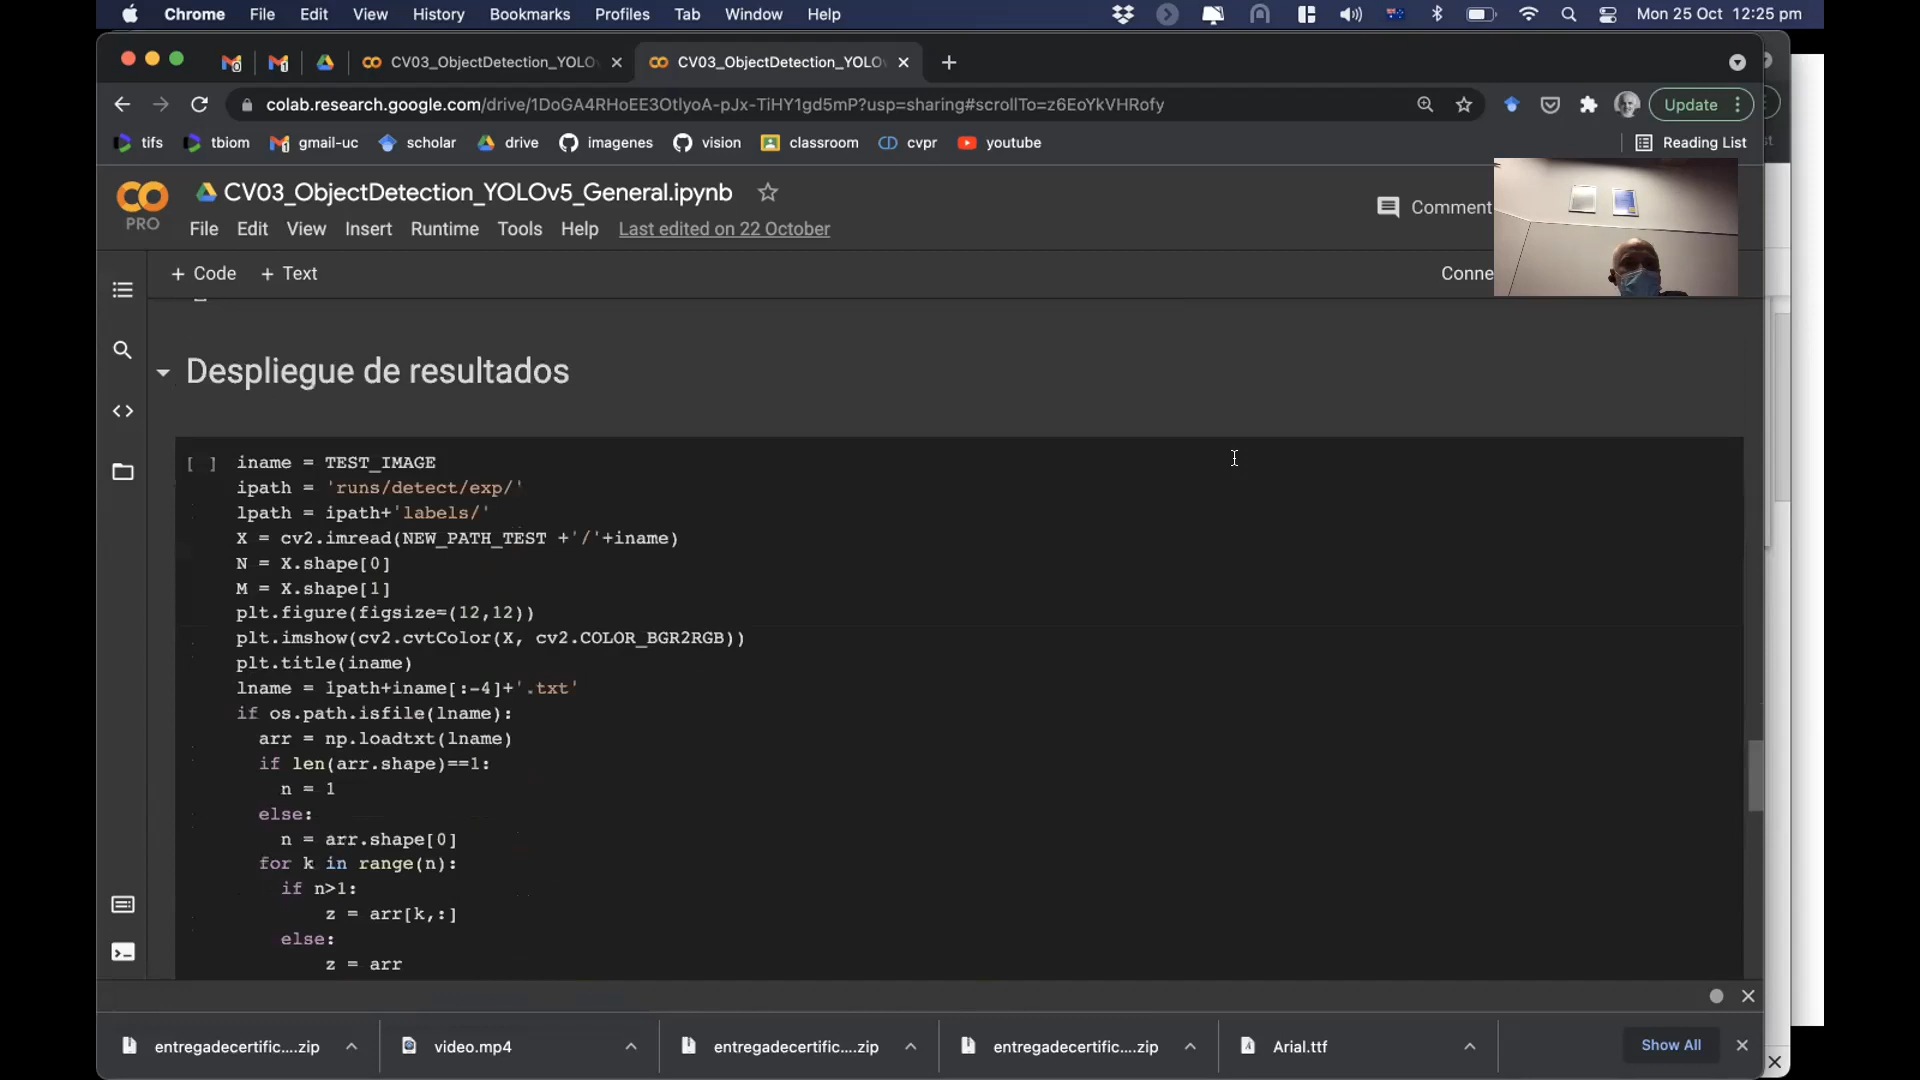 Chrome File Edit View History Bookmarks Profiles Tab Window Help Mon 25 Oct 12:25 pm
CV03_ObjectDetection_YOLO CV03_ObjectDetection_YOLO
colab.research.google.com/drive/1DoGA4RHoEE3OtIyoA-pJx-TiHY1gd5mP?usp=sharing#scrollTo=z6EoYkVHRofy Update
tifs tbiom gmail-uc scholar drive imagenes vision classroom cvpr youtube Reading List
CV03_ObjectDetection_YOLOv5_General.ipynb
PRO
Comment
File Edit View Insert Runtime Tools Help Last edited on 22 October
+ Code + Text Conne
Despliegue de resultados
[ ] iname = TEST_IMAGE
ipath = 'runs/detect/exp/'
lpath = ipath+'labels/'
X = cv2.imread(NEW_PATH_TEST +'/'+iname)
N = X.shape[0]
M = X.shape[1]
plt.figure(figsize=(12,12))
plt.imshow(cv2.cvtColor(X, cv2.COLOR_BGR2RGB))
plt.title(iname)
lname = lpath+iname[:-4]+'.txt'
if os.path.isfile(lname):
arr = np.loadtxt(lname)
if len(arr.shape)==1:
n = 1
else:
n = arr.shape[0]
for k in range(n):
if n>1:
z = arr[k,:]
else:
z = arr
entregadecertific....zip video.mp4 entregadecertific....zip entregadecertific....zip Arial.ttf Show All